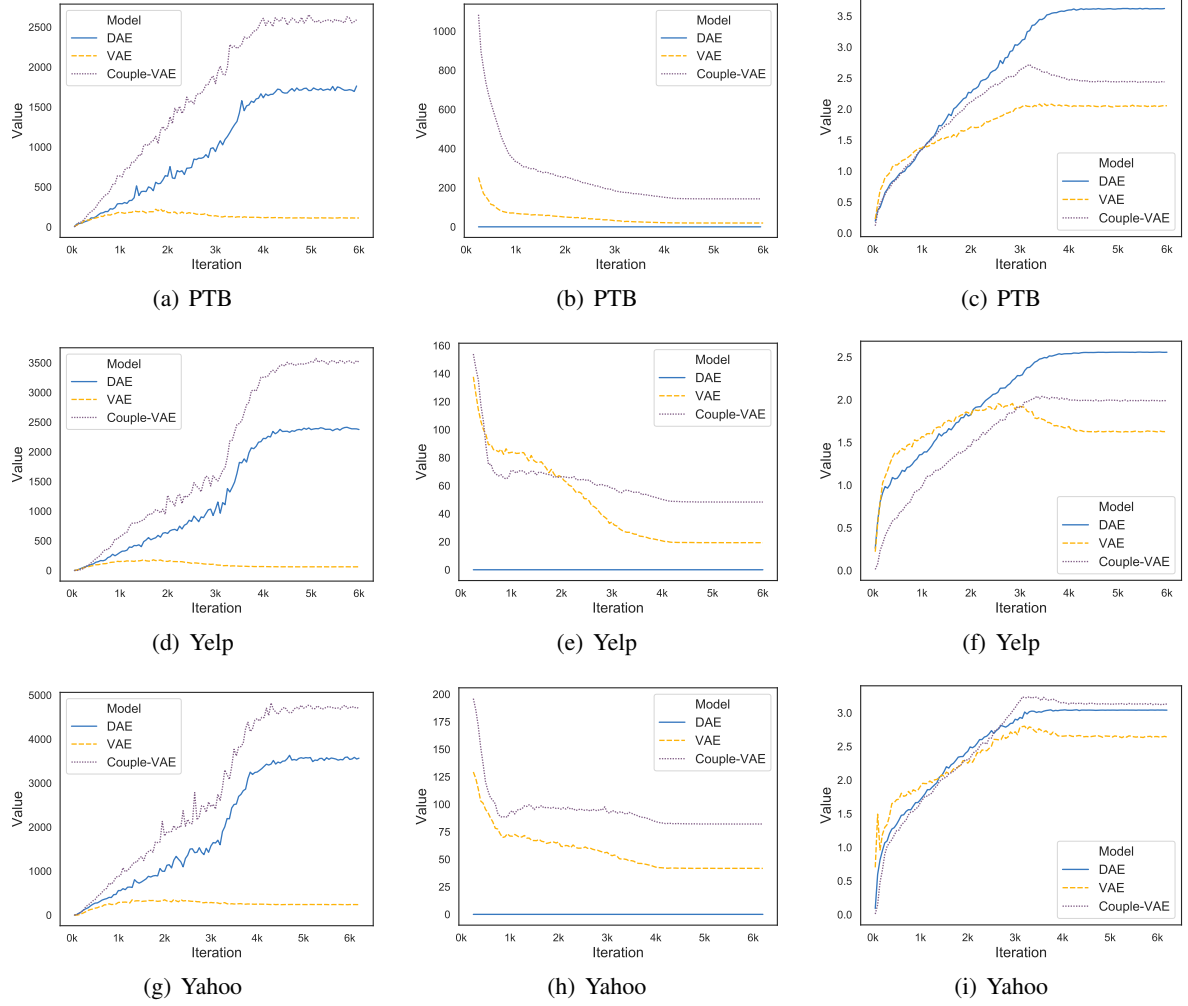 Value
2500
2000
1500
1000
500
0
Model
DAE
VAE
Couple-VAE
0k 1k 2k 3k 4k 5k 6k
Iteration
(a) PTB
Value
1000
800
600
400
200
0
Model
DAE
VAE
Couple-VAE
0k 1k 2k 3k 4k 5k 6k
Iteration
(b) PTB
Value
3.5
3.0
2.5
2.0
1.5
1.0
0.5
0.0
Model
DAE
VAE
Couple-VAE
0k 1k 2k 3k 4k 5k 6k
Iteration
(c) PTB
Value
3500
3000
2500
2000
1500
1000
500
0
Model
DAE
VAE
Couple-VAE
0k 1k 2k 3k 4k 5k 6k
Iteration
(d) Yelp
Value
160
140
120
100
80
60
40
20
0
Model
DAE
VAE
Couple-VAE
0k 1k 2k 3k 4k 5k 6k
Iteration
(e) Yelp
Value
2.5
2.0
1.5
1.0
0.5
0.0
Model
DAE
VAE
Couple-VAE
0k 1k 2k 3k 4k 5k 6k
Iteration
(f) Yelp
Value
5000
4000
3000
2000
1000
0
Model
DAE
VAE
Couple-VAE
0k 1k 2k 3k 4k 5k 6k
Iteration
(g) Yahoo
Value
200
175
150
125
100
75
50
25
0
Model
DAE
VAE
Couple-VAE
0k 1k 2k 3k 4k 5k 6k
Iteration
(h) Yahoo
Value
3.0
2.5
2.0
1.5
1.0
0.5
0.0
Model
DAE
VAE
Couple-VAE
0k 1k 2k 3k 4k 5k 6k
Iteration
(i) Yahoo